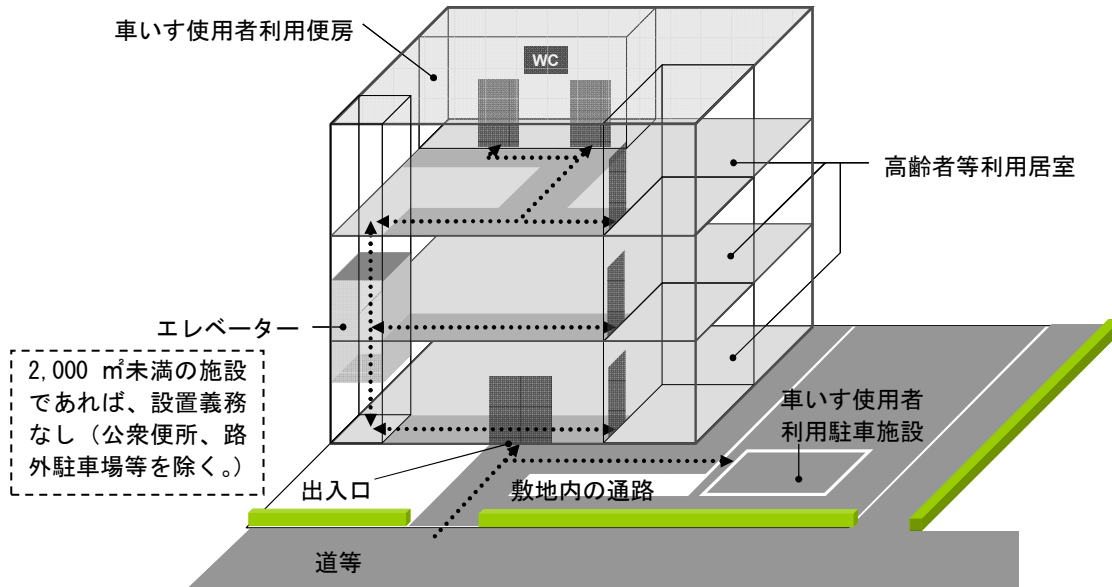 車いす使用者利用便房
WC
高齢者等利用居室
エレベーター
2,000 ㎡未満の施設
であれば、設置義務
なし（公衆便所、路
外駐車場等を除く。）
車いす使用者
利用駐車施設
出入口
敷地内の通路
道等